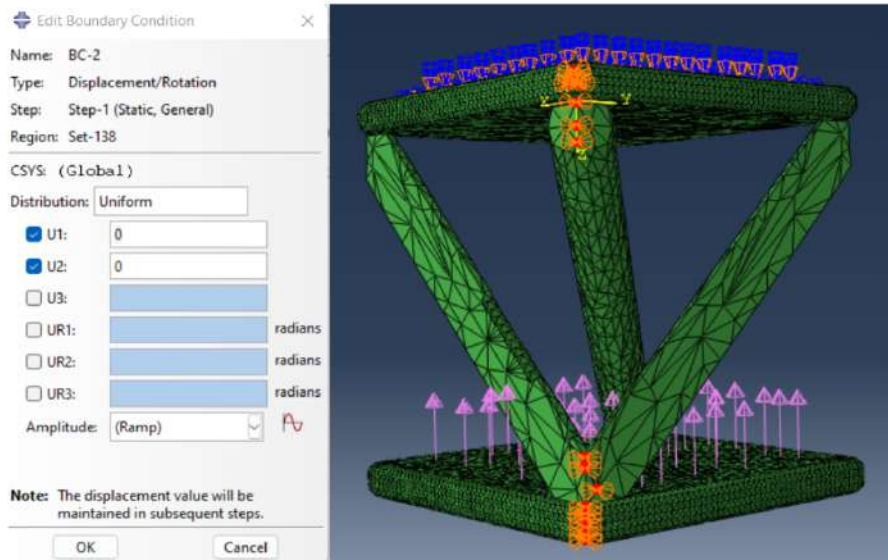 Edit Boundary Condition
Name: BC-2
Type: Displacement/Rotation
Step: Step-1 (Static, General)
Region: Set-138
CSYS: (Global)
Distribution: Uniform
U1: 0
U2: 0
U3:
UR1: radians
UR2: radians
UR3: radians
Amplitude: (Ramp)
Note: The displacement value will be
maintained in subsequent steps.
OK Cancel
Y Y
Z